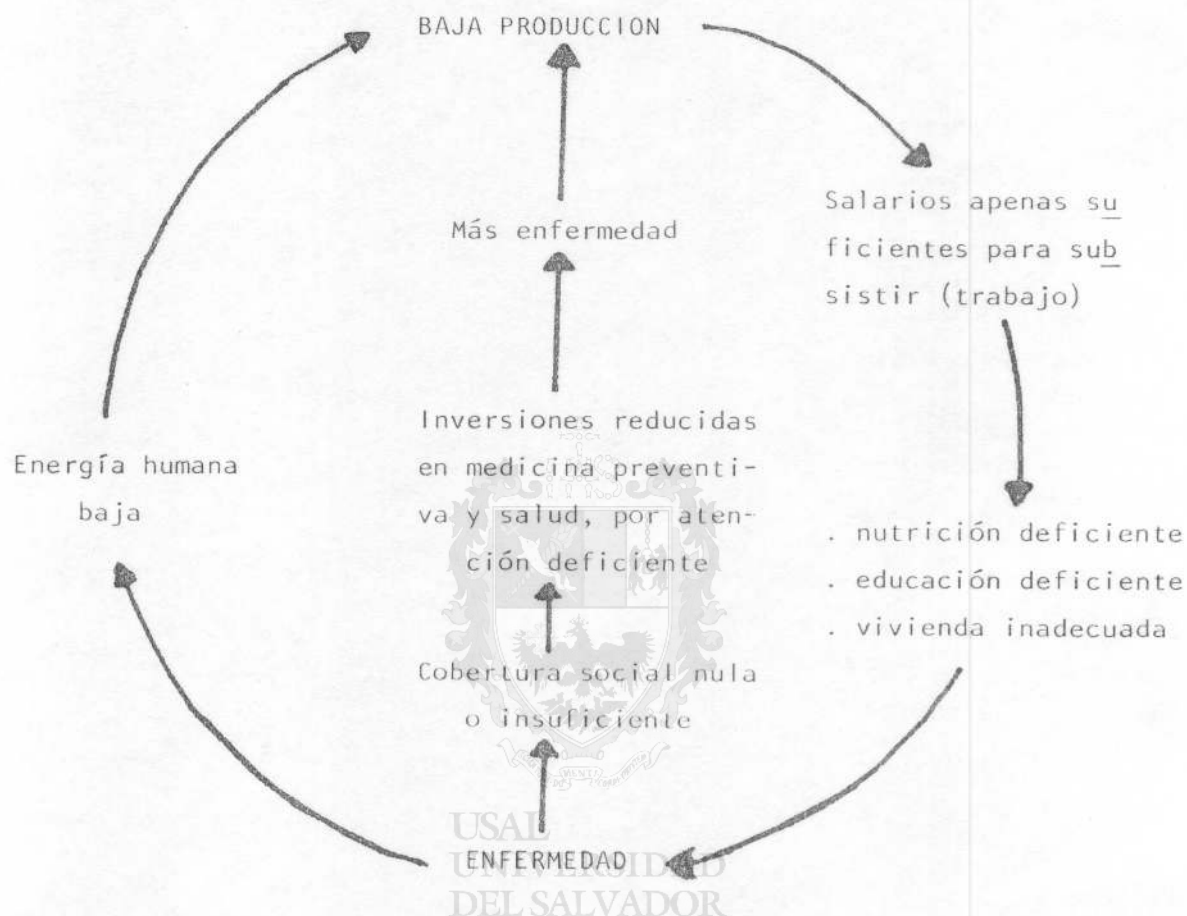 BAJA PRODUCCION
Salarios apenas su
ficientes para sub
sistir (trabajo)
. nutrición deficiente
. educación deficiente
. vivienda inadecuada
ENFERMEDAD
Energía humana
baja
Cobertura social nula
o insuficiente
Inversiones reducidas
en medicina preventi-
va y salud, por aten-
ción deficiente
Más enfermedad
USAL
UNIVERSIDAD
DEL SALVADOR